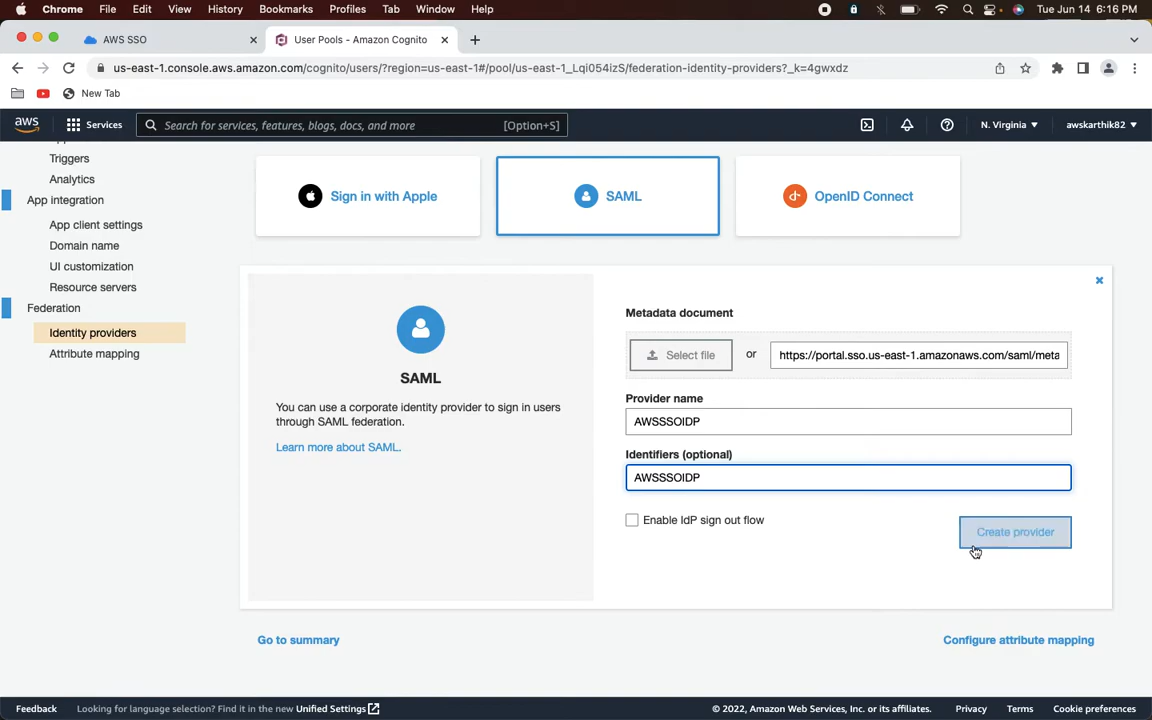 Chrome File Edit View History Bookmarks Profiles Tab Window Help Tue Jun 14 6:16 PM
AWS SSO
User Pools - Amazon Cognito
us-east-1.console.aws.amazon.com/cognito/users/?region=us-east-1#/pool/us-east-1_Lqi054izS/federation-identity-providers?_k=4gwxdz
New Tab
aws Services Search for services, features, blogs, docs, and more [Option+S] N. Virginia awskarthik82
Triggers
Analytics
App integration
App client settings
Domain name
UI customization
Resource servers
Federation
Identity providers
Attribute mapping
Sign in with Apple
SAML
OpenID Connect
SAML
You can use a corporate identity provider to sign in users
through SAML federation.
Learn more about SAML.
Metadata document
Select file or https://portal.sso.us-east-1.amazonaws.com/saml/meta
Provider name
AWSSSOIDP
Identifiers (optional)
AWSSSOIDP
Enable IdP sign out flow
Create provider
Go to summary
Configure attribute mapping
Feedback Looking for language selection? Find it in the new Unified Settings © 2022, Amazon Web Services, Inc. or its affiliates. Privacy Terms Cookie preferences